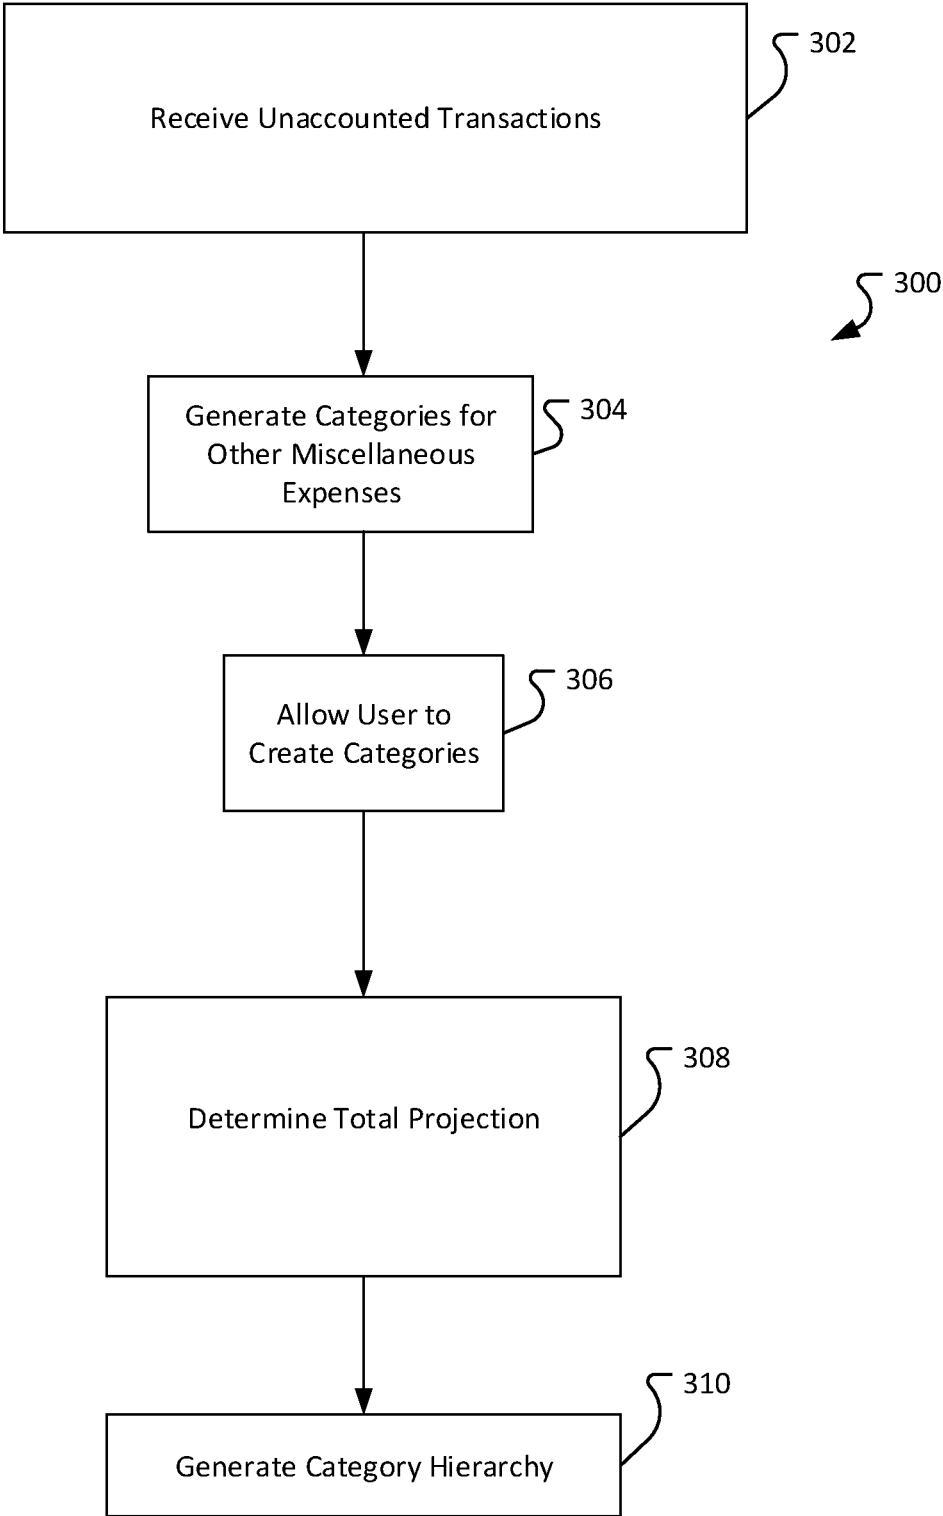 302
Receive Unaccounted Transactions
300
304
Generate Categories for
Other Miscellaneous
Expenses
306
Allow User to
Create Categories
308
Determine Total Projection
310
Generate Category Hierarchy